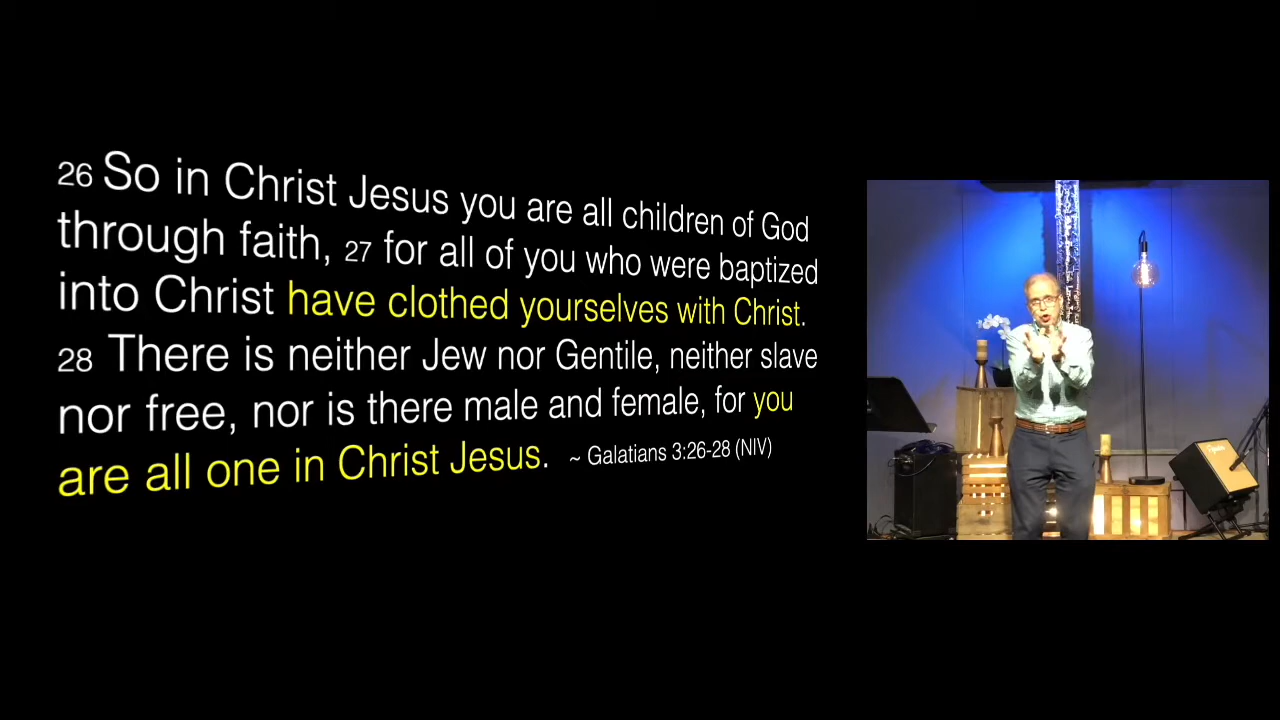 26 So in Christ Jesus you are all children of God
through faith, 27 for all of you who were baptized
into Christ have clothed yourselves with Christ.
28 There is neither Jew nor Gentile, neither slave
nor free, nor is there male and female, for you
are all one in Christ Jesus. ~ Galatians 3:26-28 (NIV)